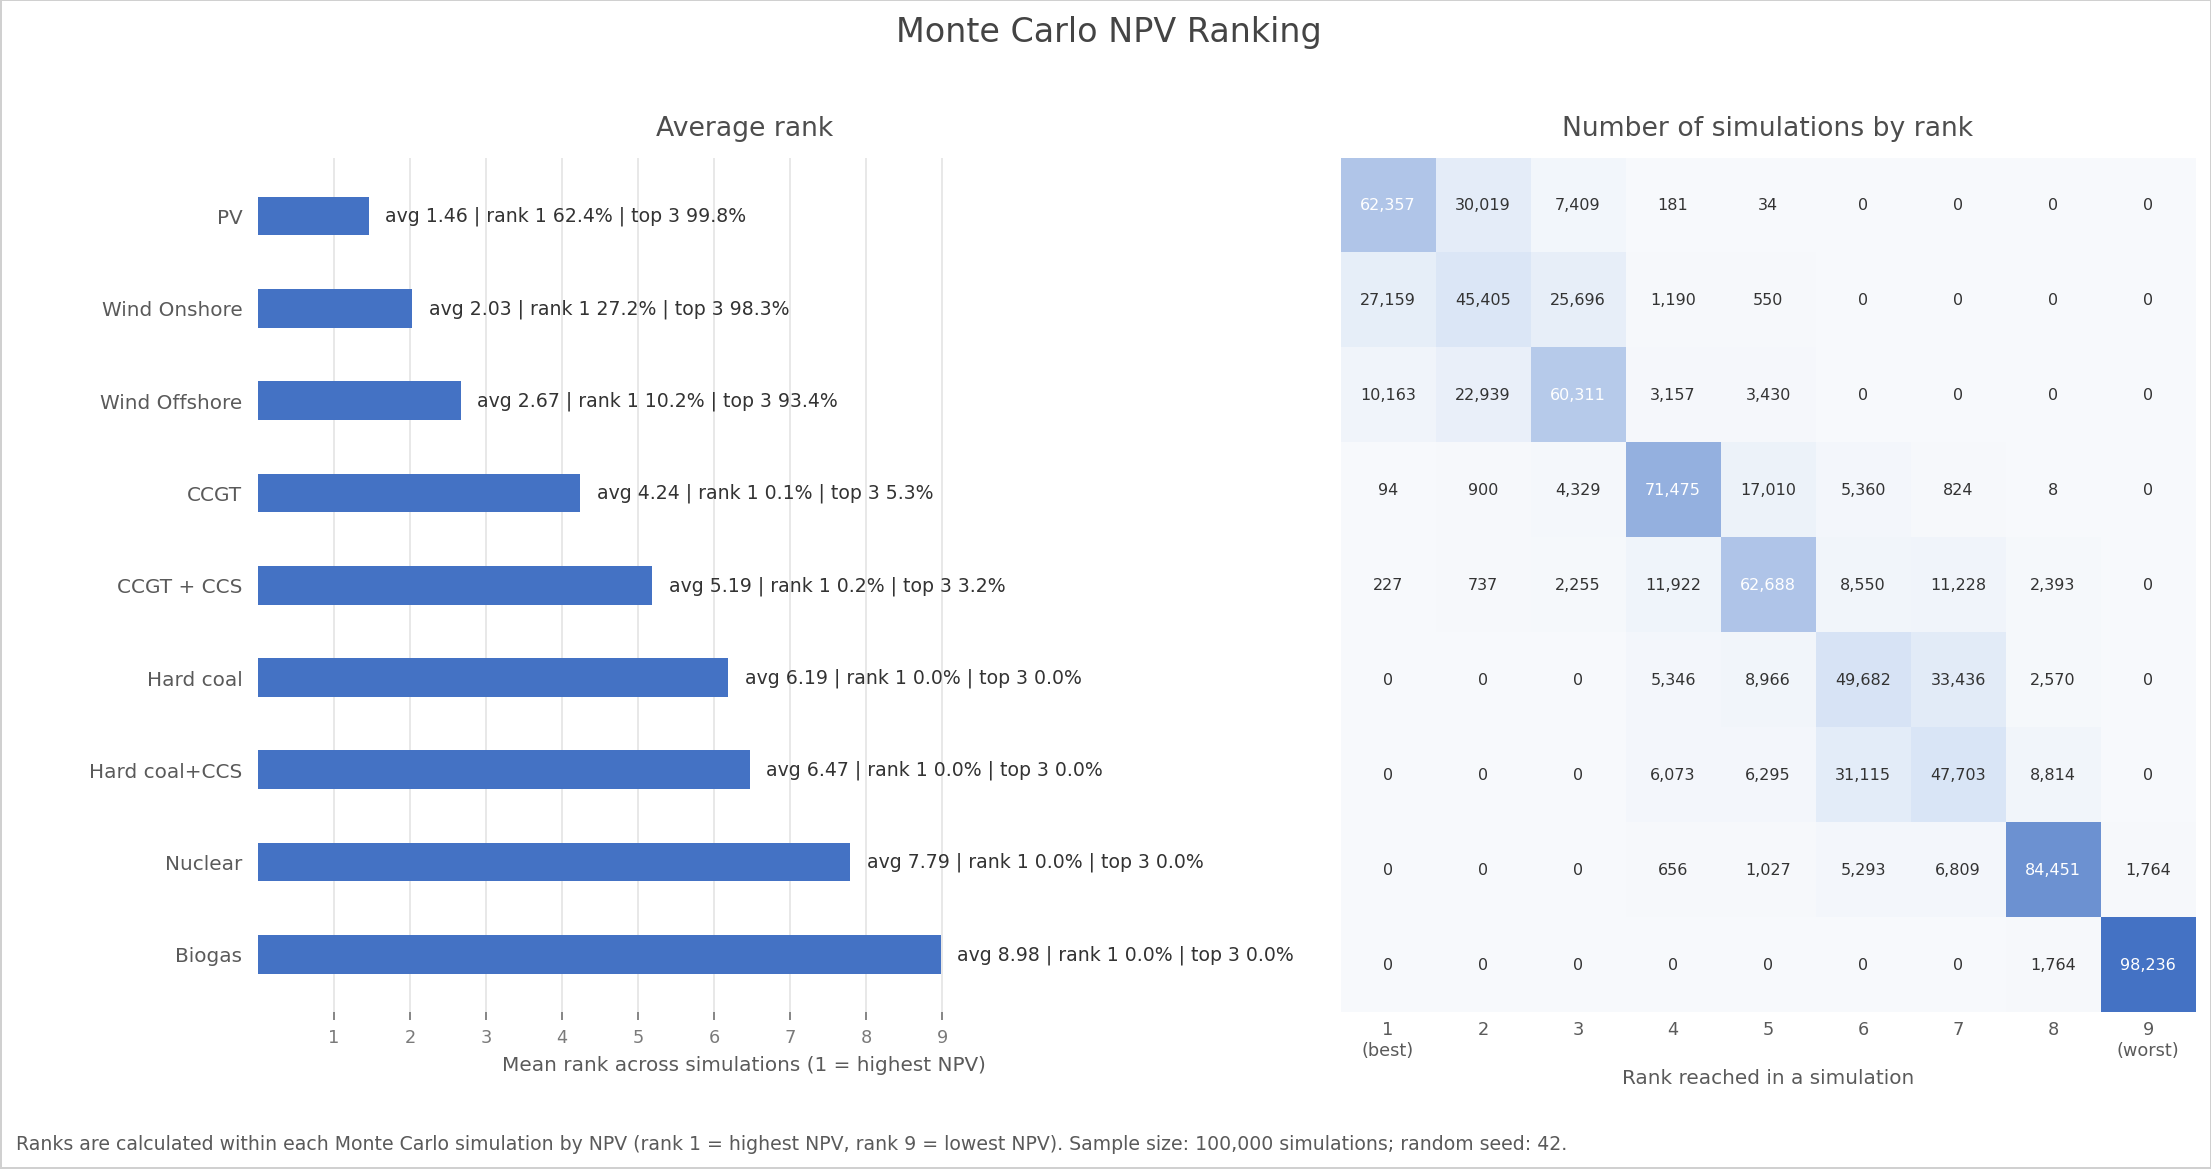 Monte Carlo NPV Ranking
Average rank
PV avg 1.46 | rank 1 62.4% | top 3 99.8%
Wind Onshore avg 2.03 | rank 1 27.2% | top 3 98.3%
Wind Offshore avg 2.67 | rank 1 10.2% | top 3 93.4%
CCGT avg 4.24 | rank 1 0.1% | top 3 5.3%
CCGT + CCS avg 5.19 | rank 1 0.2% | top 3 3.2%
Hard coal avg 6.19 | rank 1 0.0% | top 3 0.0%
Hard coal+CCS avg 6.47 | rank 1 0.0% | top 3 0.0%
Nuclear avg 7.79 | rank 1 0.0% | top 3 0.0%
Biogas avg 8.98 | rank 1 0.0% | top 3 0.0%
1 2 3 4 5 6 7 8 9
Mean rank across simulations (1 = highest NPV)
Number of simulations by rank
62,357 30,019 7,409 181 34 0 0 0 0
27,159 45,405 25,696 1,190 550 0 0 0 0
10,163 22,939 60,311 3,157 3,430 0 0 0 0
94 900 4,329 71,475 17,010 5,360 824 8 0
227 737 2,255 11,922 62,688 8,550 11,228 2,393 0
0 0 0 5,346 8,966 49,682 33,436 2,570 0
0 0 0 6,073 6,295 31,115 47,703 8,814 0
0 0 0 656 1,027 5,293 6,809 84,451 1,764
0 0 0 0 0 0 0 1,764 98,236
1 2 3 4 5 6 7 8 9
(best) (worst)
Rank reached in a simulation
Ranks are calculated within each Monte Carlo simulation by NPV (rank 1 = highest NPV, rank 9 = lowest NPV). Sample size: 100,000 simulations; random seed: 42.